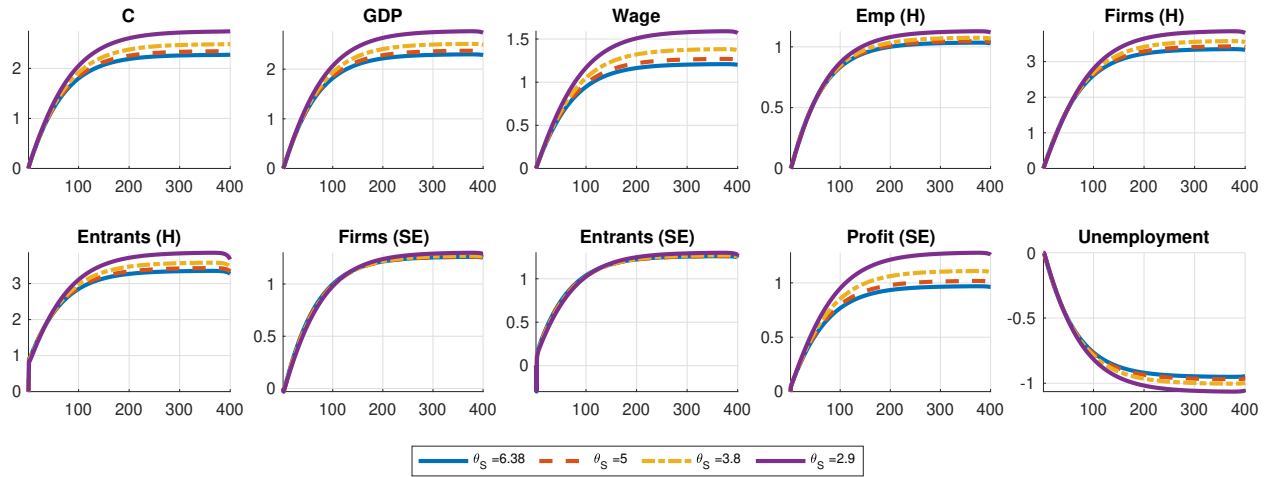 C GDP Wage Emp (H) Firms (H)
2 1 0
100 200 300 400
2 1 0
100 200 300 400
1.5 1 0.5 0
100 200 300 400
1 0.5 0
100 200 300 400
3 2 1 0
100 200 300 400
Entrants (H) Firms (SE) Entrants (SE) Profit (SE) Unemployment
3 2 1 0
100 200 300 400
1 0.5 0
100 200 300 400
1 0.5 0
100 200 300 400
1 0.5 0
100 200 300 400
0 -0.5 -1
100 200 300 400
θ_S =6.38 θ_S =5 θ_S =3.8 θ_S =2.9